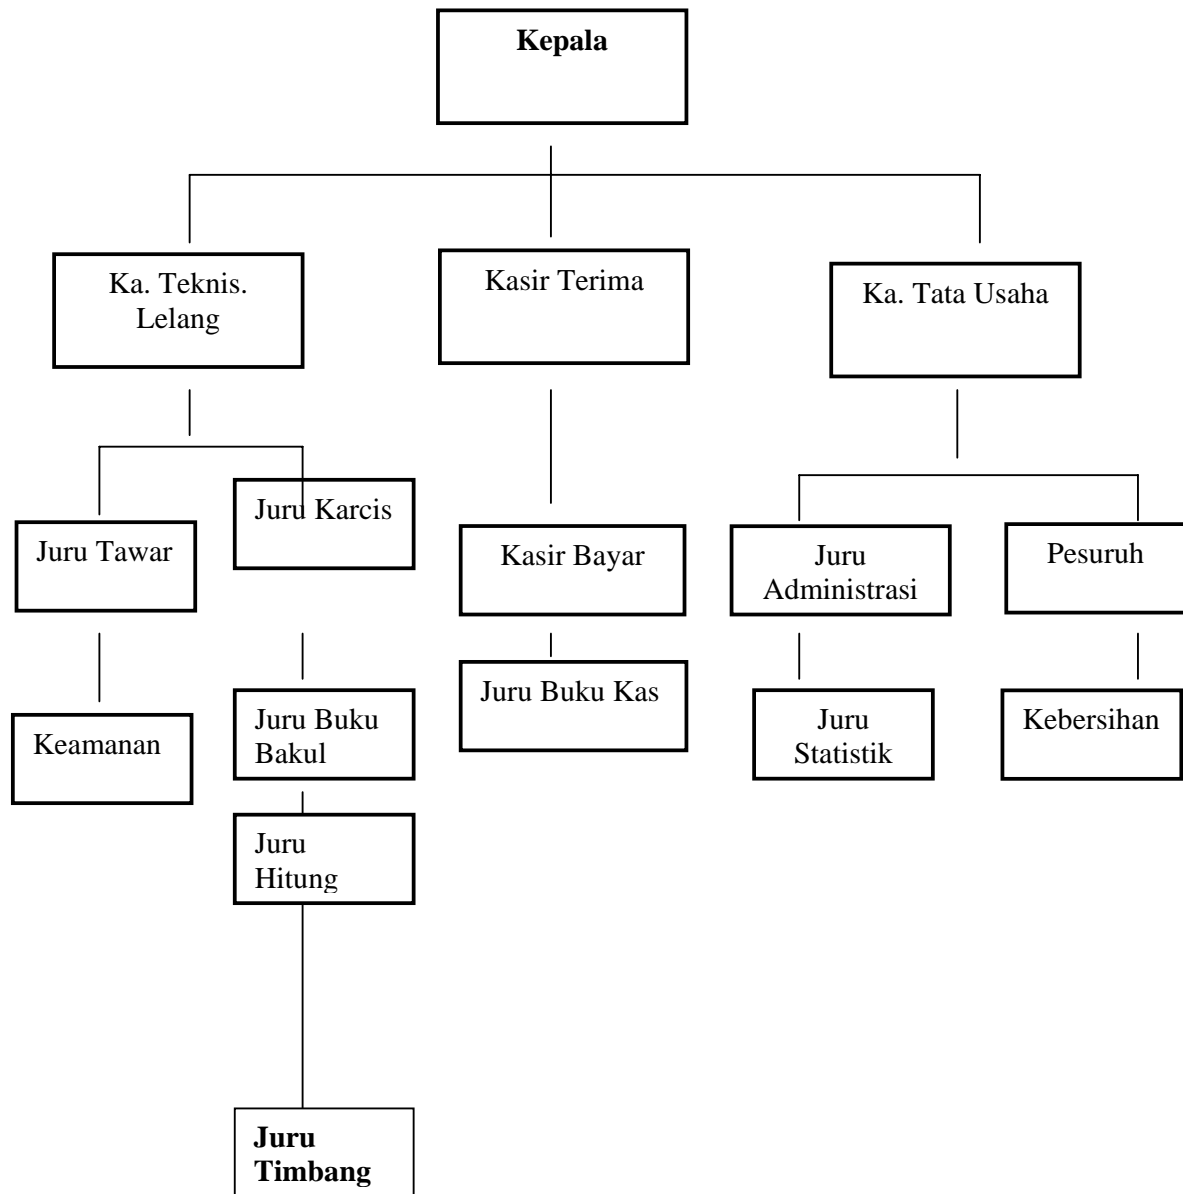 Kepala
Ka. Teknis.
Lelang
Kasir Terima
Ka. Tata Usaha
Juru Karcis
Juru Tawar
Kasir Bayar
Juru
Administrasi
Pesuruh
Keamanan
Juru Buku
Bakul
Juru Buku Kas
Juru
Statistik
Kebersihan
Juru
Hitung
Juru
Timbang